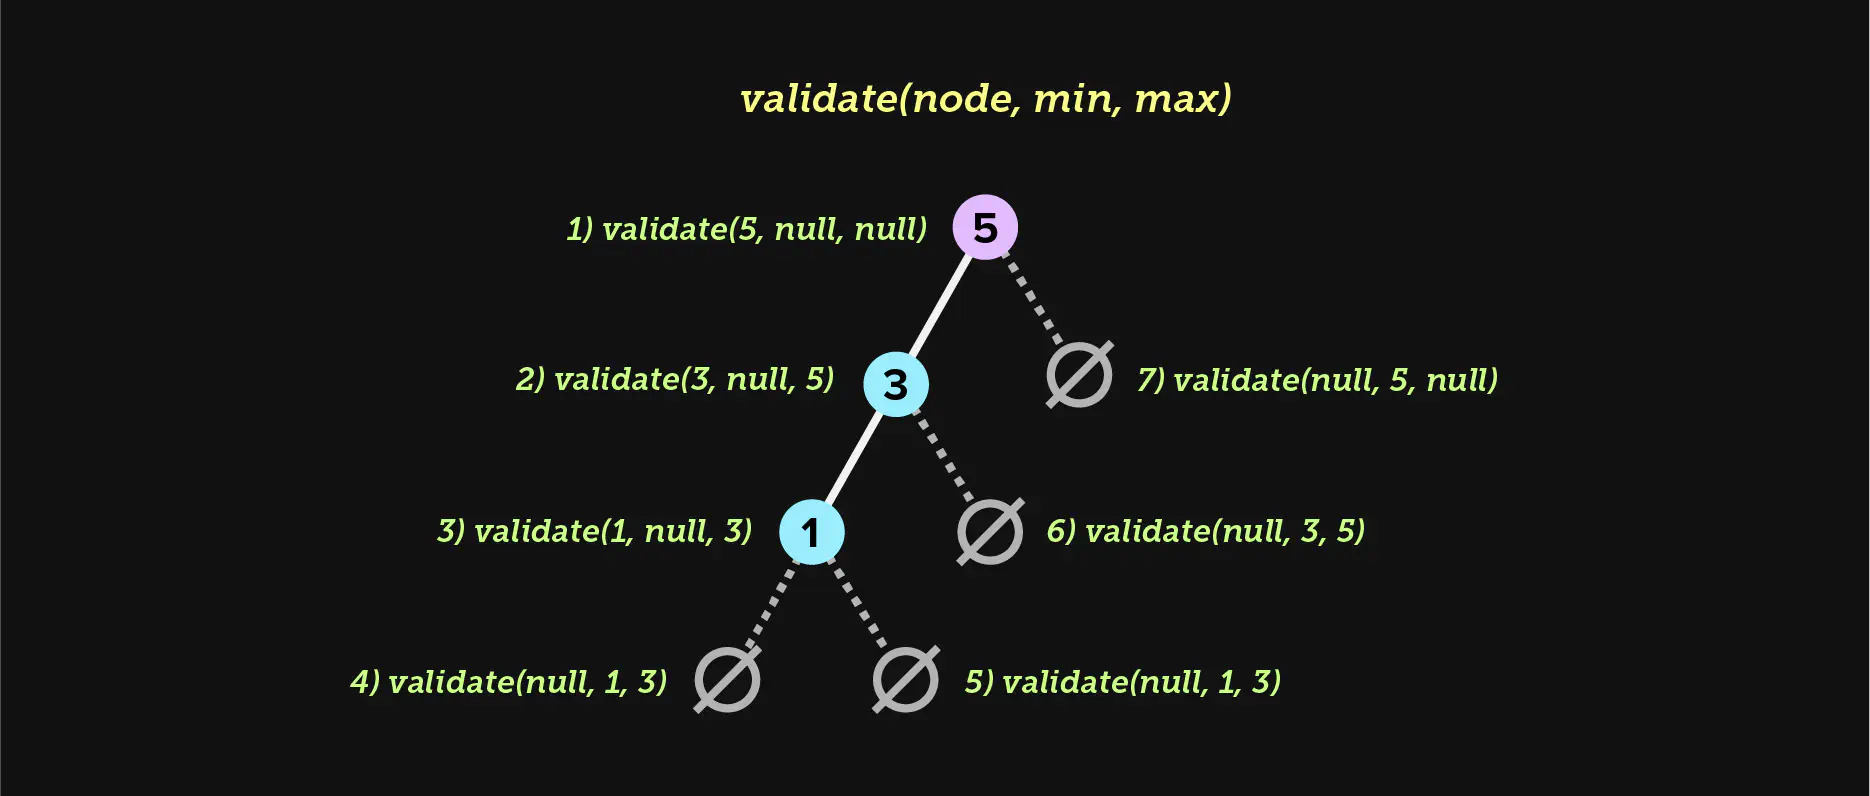 validate(node, min, max)
1) validate(5, null, null)
5
2) validate(3, null, 5)
3
7) validate(null, 5, null)
3) validate(1, null, 3)
1
6) validate(null, 3, 5)
4) validate(null, 1, 3)
5) validate(null, 1, 3)